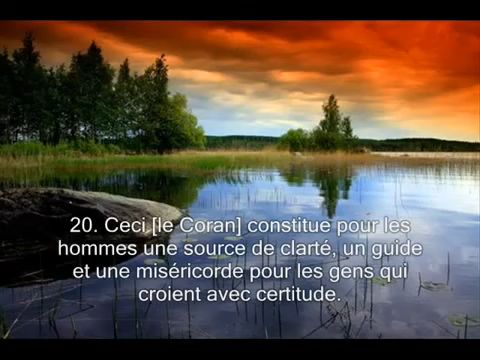 20. Ceci [le Coran] constitue pour les
hommes une source de clarté, un guide
et une miséricorde pour les gens qui
croient avec certitude.